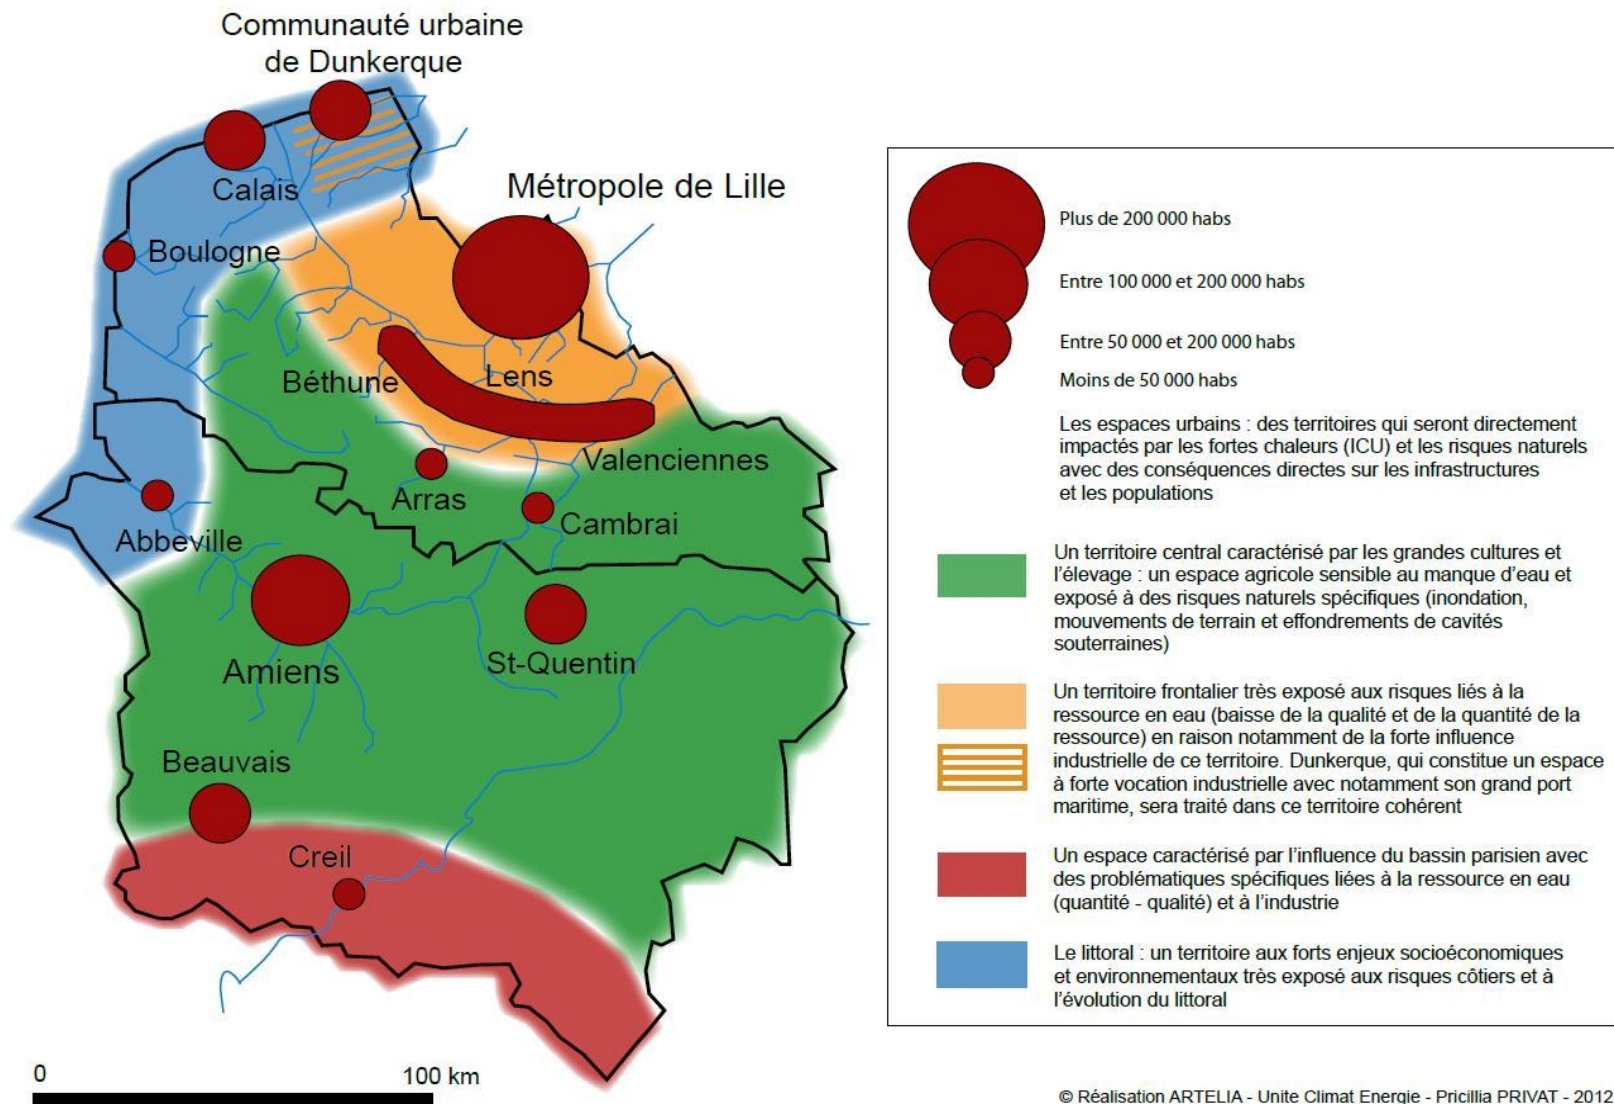 Communauté urbaine
de Dunkerque
Calais
Métropole de Lille
Boulogne
Béthune
Lens
Valenciennes
Arras
Cambrai
Abbeville
Amiens
St-Quentin
Beauvais
Creil
0
100 km
Plus de 200 000 habs
Entre 100 000 et 200 000 habs
Entre 50 000 et 200 000 habs
Moins de 50 000 habs
Les espaces urbains : des territoires qui seront directement
impactés par les fortes chaleurs (ICU) et les risques naturels
avec des conséquences directes sur les infrastructures
et les populations
Un territoire central caractérisé par les grandes cultures et
l'élevage : un espace agricole sensible au manque d'eau et
exposé à des risques naturels spécifiques (inondation,
mouvements de terrain et effondrements de cavités
souterraines)
Un territoire frontalier très exposé aux risques liés à la
ressource en eau (baisse de la qualité et de la quantité de la
ressource) en raison notamment de la forte influence
industrielle de ce territoire. Dunkerque, qui constitue un espace
à forte vocation industrielle avec notamment son grand port
maritime, sera traité dans ce territoire cohérent
Un espace caractérisé par l'influence du bassin parisien avec
des problématiques spécifiques liées à la ressource en eau
(quantité - qualité) et à l'industrie
Le littoral : un territoire aux forts enjeux socioéconomiques
et environnementaux très exposé aux risques côtiers et à
l'évolution du littoral
© Réalisation ARTELIA - Unite Climat Energie - Pricillia PRIVAT - 2012